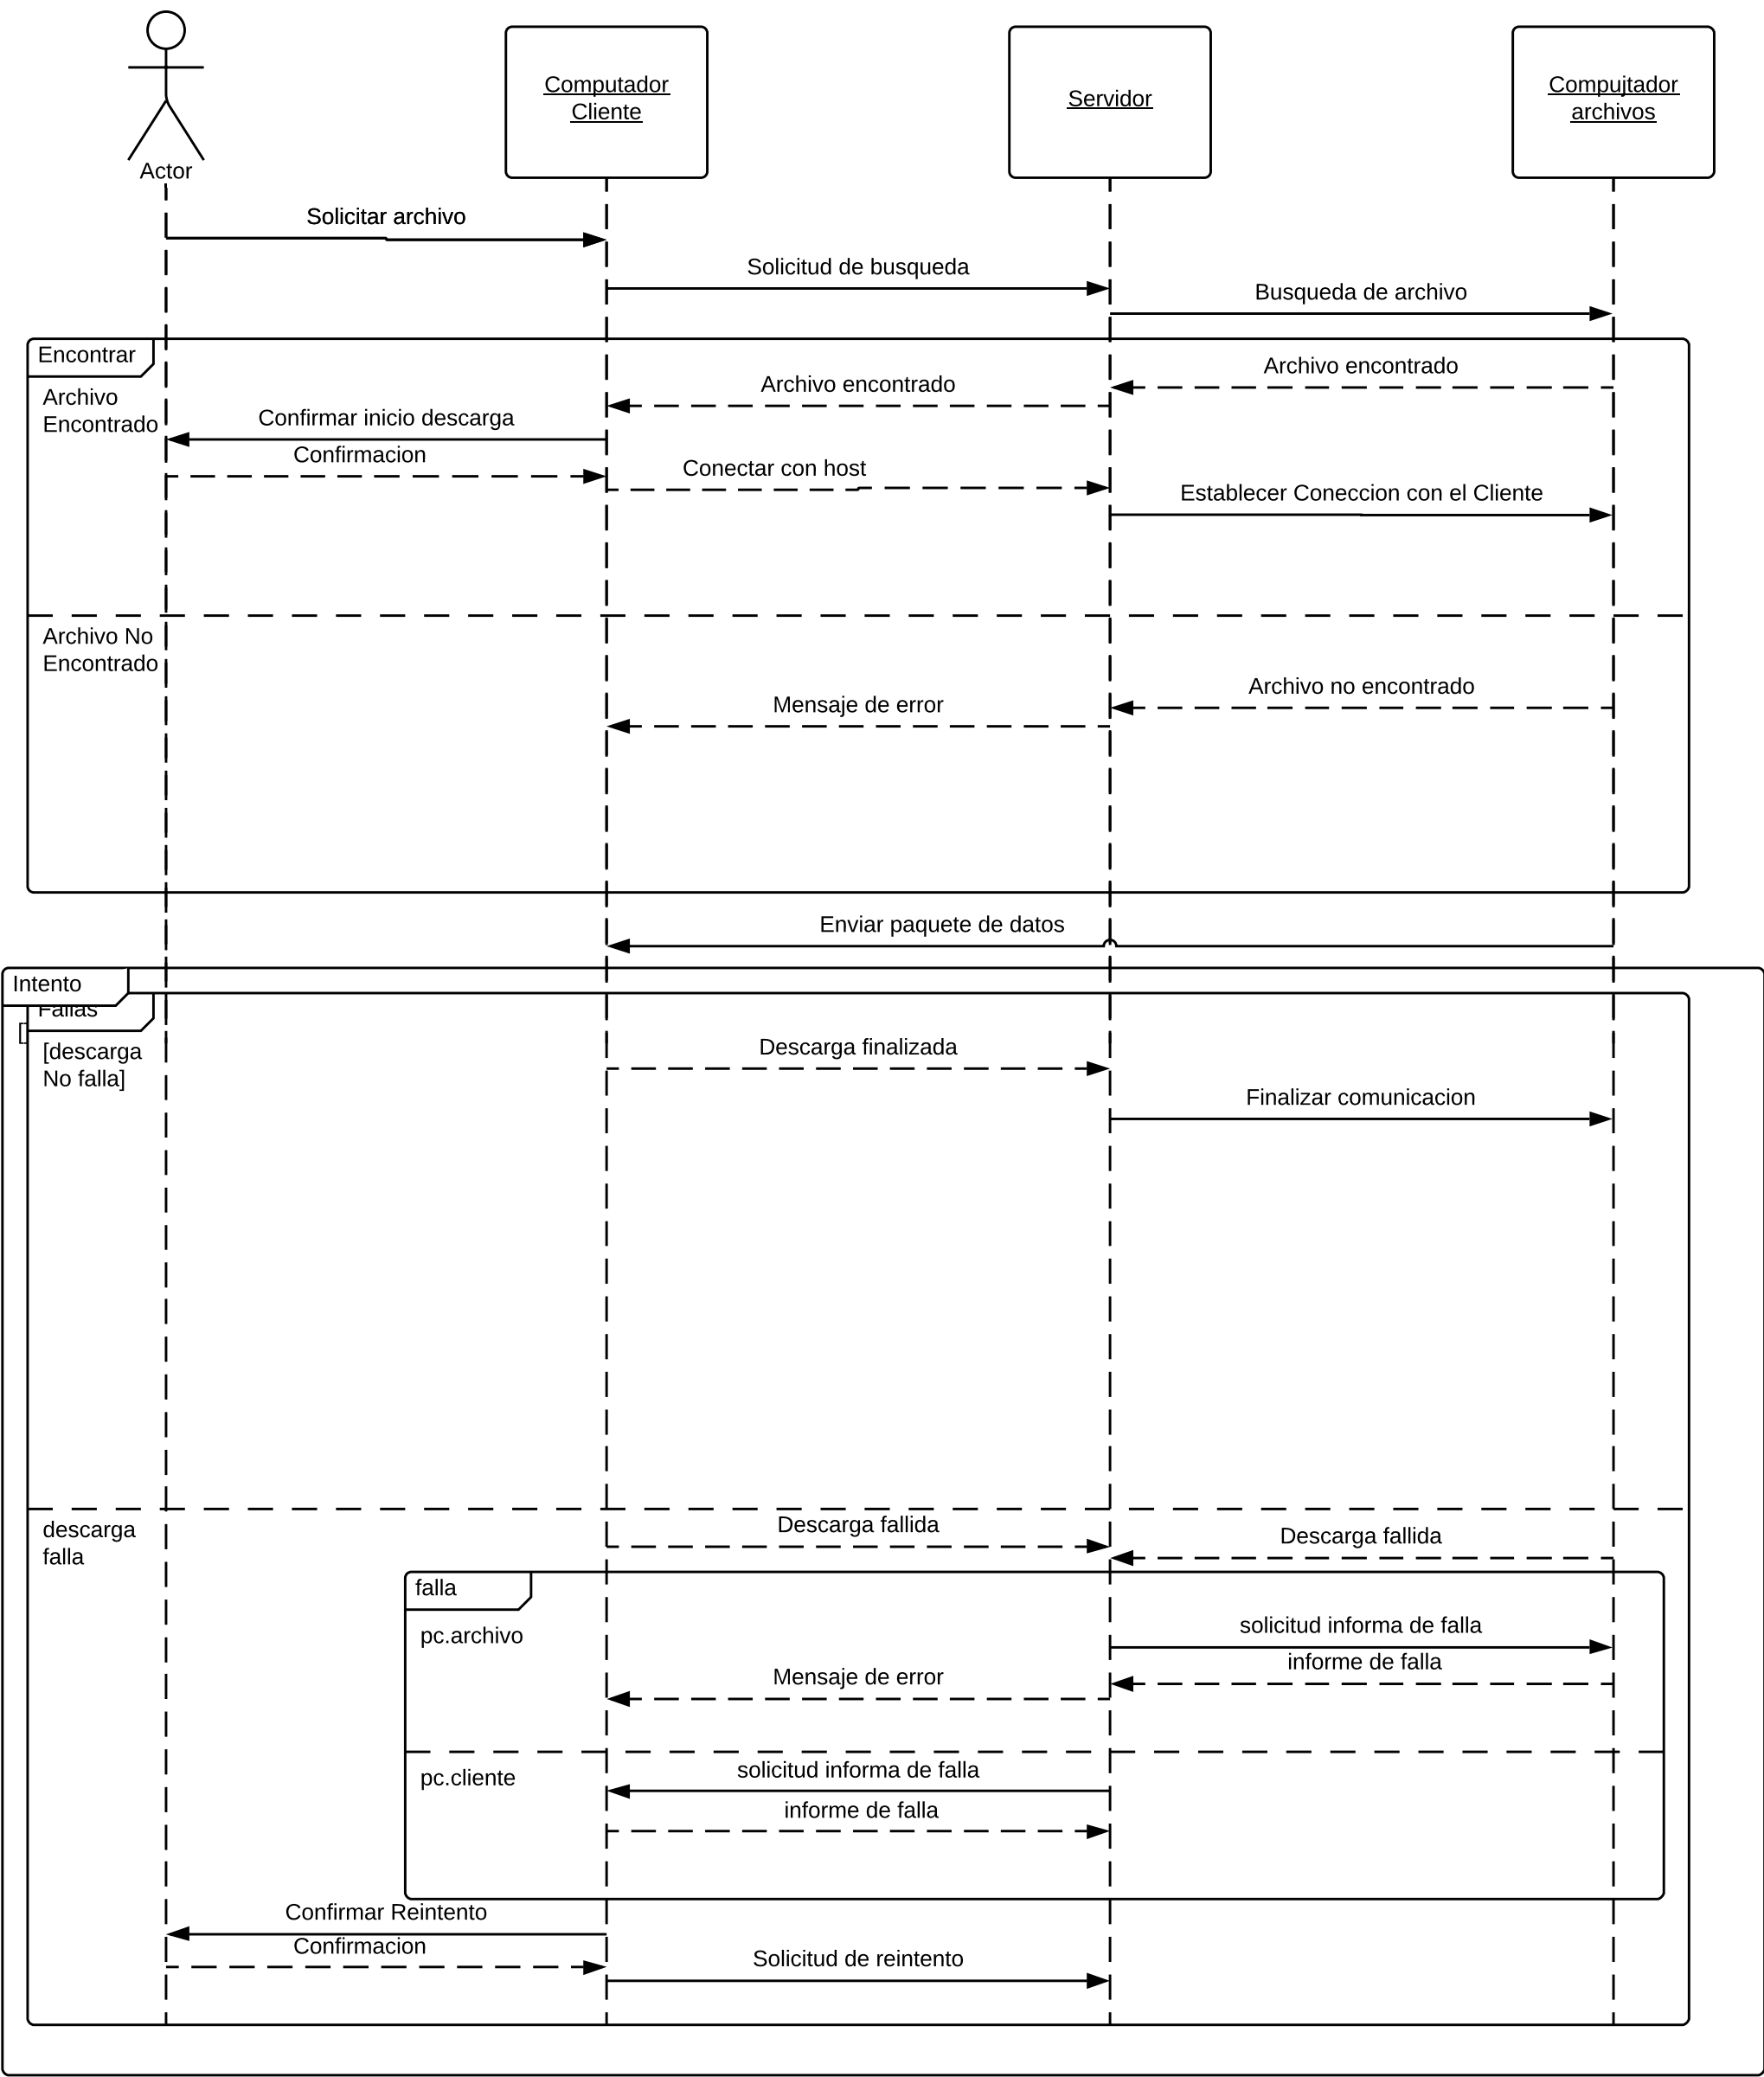 Computador
Cliente
Servidor
Compujtador
archivos
Actor
Solicitar archivo
Solicitud de busqueda
Busqueda de archivo
Encontrar
Archivo
Encontrado
Archivo encontrado
Archivo encontrado
Confirmar inicio descarga
Confirmacion
Conectar con host
Establecer Coneccion con el Cliente
Archivo No
Encontrado
Archivo no encontrado
Mensaje de error
Enviar paquete de datos
Intento
Fallas
[
[descarga
No falla]
Descarga finalizada
Finalizar comunicacion
descarga
falla
Descarga fallida
Descarga fallida
falla
pc.archivo
solicitud informa de falla
informe de falla
Mensaje de error
pc.cliente
solicitud informa de falla
informe de falla
Confirmar Reintento
Confirmacion
Solicitud de reintento